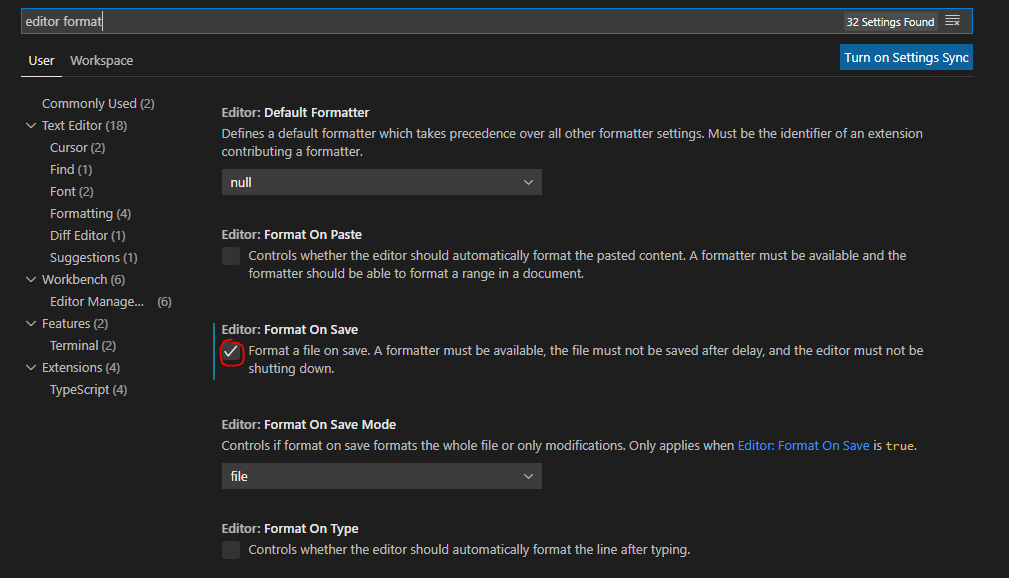 editor format
32 Settings Found
User
Workspace
Turn on Settings Sync
Commonly Used (2)
Text Editor (18)
Cursor (2)
Find (1)
Font (2)
Formatting (4)
Diff Editor (1)
Suggestions (1)
Workbench (6)
Editor Manage... (6)
Features (2)
Terminal (2)
Extensions (4)
TypeScript (4)
Editor: Default Formatter
Defines a default formatter which takes precedence over all other formatter settings. Must be the identifier of an extension
contributing a formatter.
null
Editor: Format On Paste
Controls whether the editor should automatically format the pasted content. A formatter must be available and the
formatter should be able to format a range in a document.
Editor: Format On Save
Format a file on save. A formatter must be available, the file must not be saved after delay, and the editor must not be
shutting down.
Editor: Format On Save Mode
Controls if format on save formats the whole file or only modifications. Only applies when Editor: Format On Save is true.
file
Editor: Format On Type
Controls whether the editor should automatically format the line after typing.